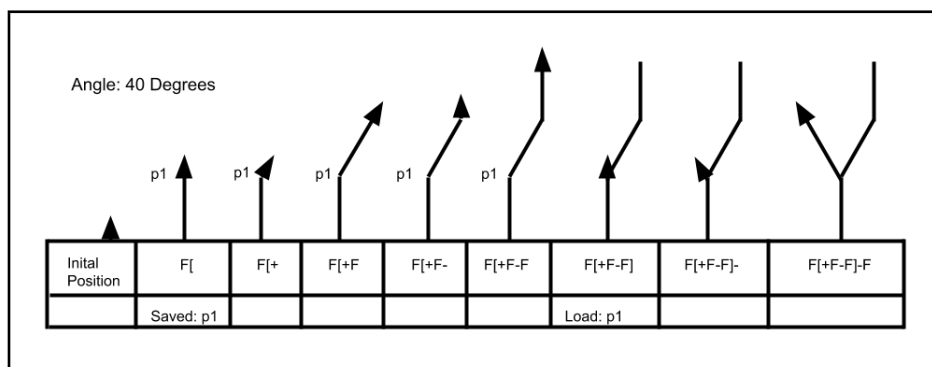 Angle: 40 Degrees
p1
p1
p1
p1
p1
Inital
Position
F[
F[+
F[+F
F[+F-
F[+F-F
F[+F-F]
F[+F-F]-
F[+F-F]-F
Saved: p1
Load: p1